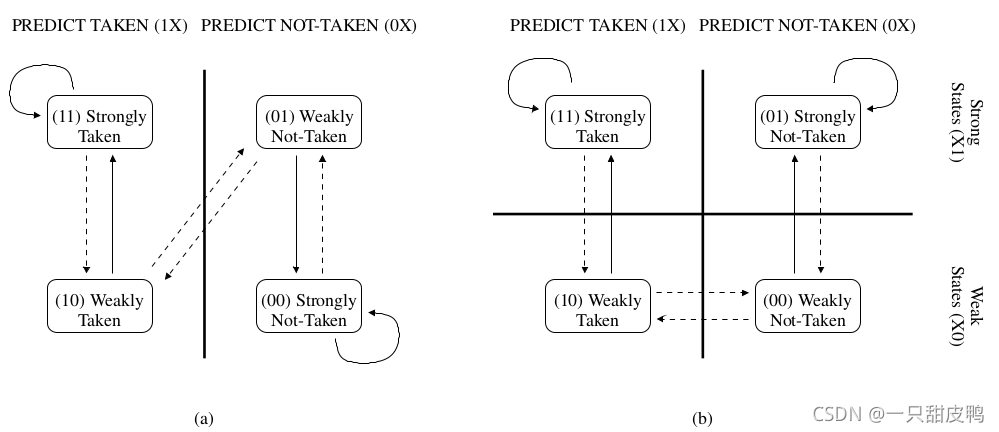 PREDICT TAKEN (1X) PREDICT NOT-TAKEN (0X)
(11) Strongly
Taken
(01) Weakly
Not-Taken
(10) Weakly
Taken
(00) Strongly
Not-Taken
(a)
PREDICT TAKEN (1X) PREDICT NOT-TAKEN (0X)
(11) Strongly
Taken
(01) Strongly
Not-Taken
Strong
States (X1)
(10) Weakly
Taken
(00) Weakly
Not-Taken
Weak
States (X0)
(b)
CSDN @一只甜皮鸭